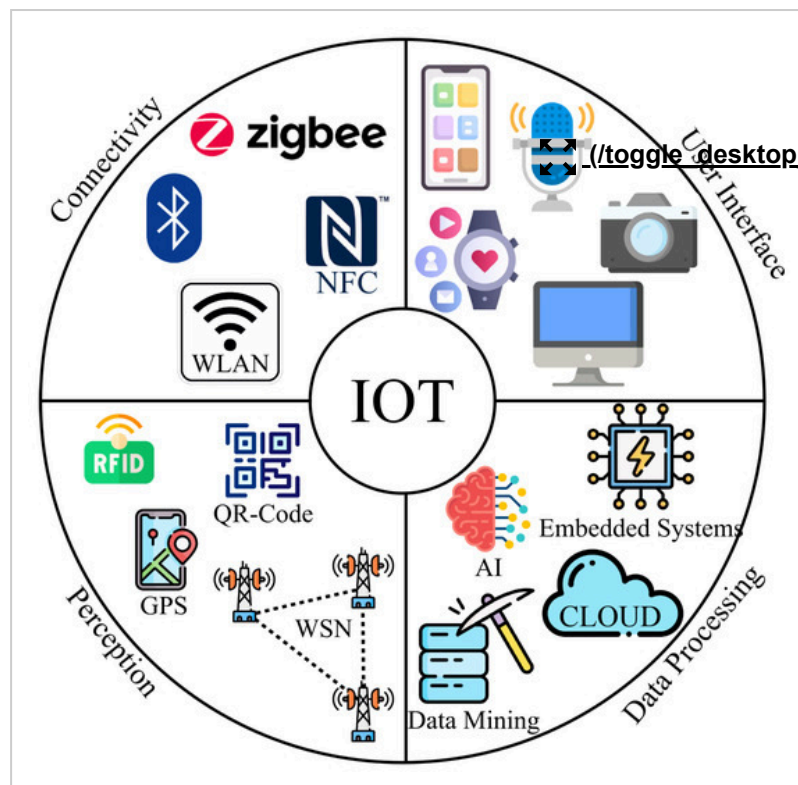 Connectivity
zigbee
NFC
™
WLAN
User Interface
(/toggle_desktop
IOT
RFID
QR-Code
GPS
WSN
Perception
Embedded Systems
AI
CLOUD
Data Mining
Data Processing